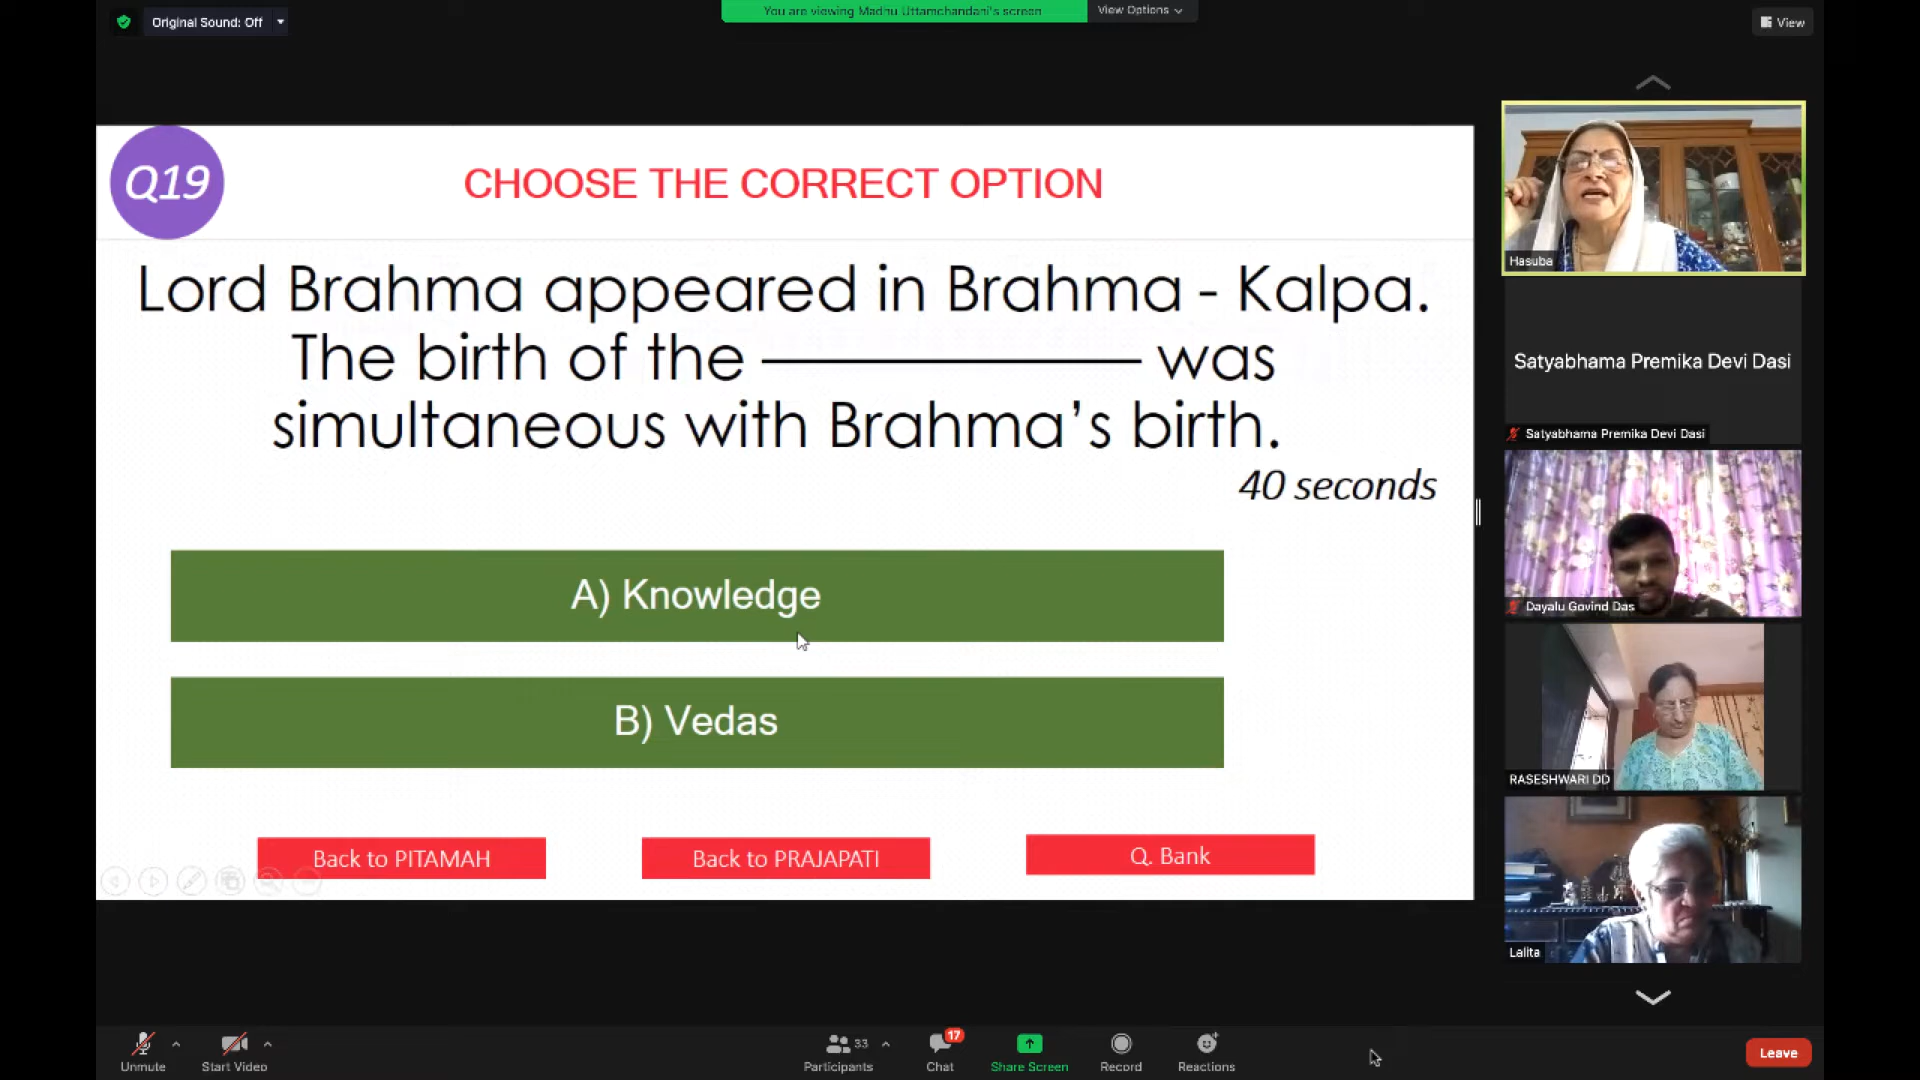 Original Sound: Off
You are viewing Madhu Uttamchandani's screen
View Options
View
Q19
CHOOSE THE CORRECT OPTION
Lord Brahma appeared in Brahma - Kalpa.
The birth of the ——————— was
simultaneous with Brahma's birth.
40 seconds
A) Knowledge
B) Vedas
Back to PITAMAH
Back to PRAJAPATI
Q. Bank
Hasuba
Satyabhama Premika Devi Dasi
Satyabhama Premika Devi Dasi
Dayalu Govind Das
RASESHWARI DD
Lalita
Unmute
Start Video
33
Participants
17
Chat
Share Screen
Record
Reactions
Leave